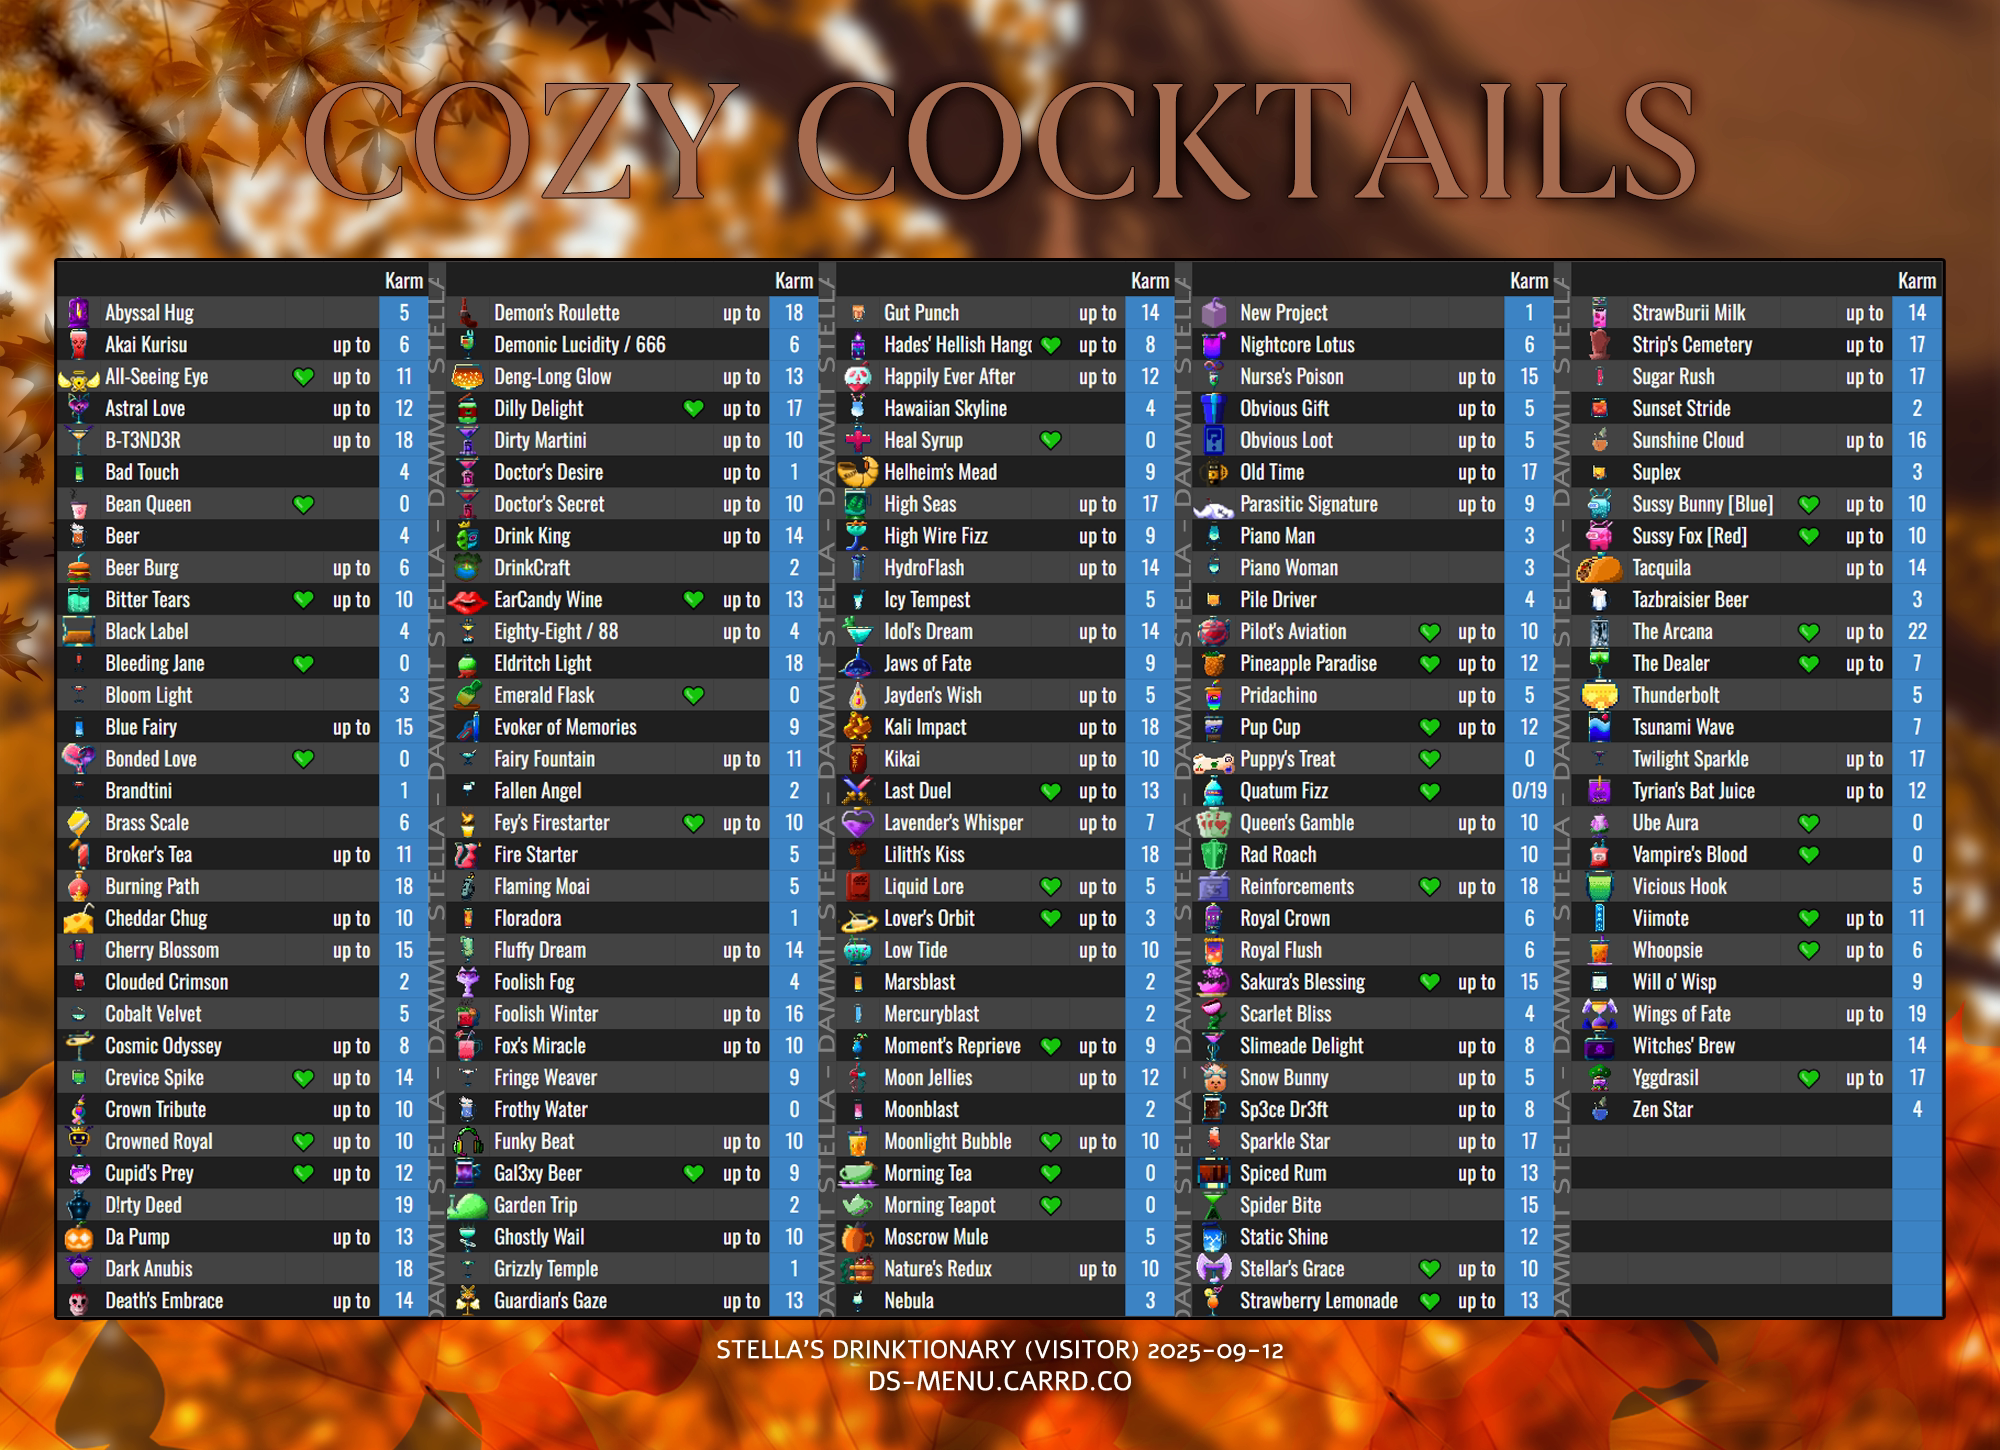 COZY COCKTAILS
Karm
Abyssal Hug 5
Akai Kurisu up to 6
All-Seeing Eye up to 11
Astral Love up to 12
B-T3ND3R up to 18
Bad Touch 4
Bean Queen 0
Beer 4
Beer Burg up to 6
Bitter Tears up to 10
Black Label 4
Bleeding Jane 0
Bloom Light 3
Blue Fairy up to 15
Bonded Love 0
Brandtini 1
Brass Scale 6
Broker's Tea up to 11
Burning Path 18
Cheddar Chug up to 10
Cherry Blossom up to 15
Clouded Crimson 2
Cobalt Velvet 5
Cosmic Odyssey up to 8
Crevice Spike up to 14
Crown Tribute up to 10
Crowned Royal up to 10
Cupid's Prey up to 12
D!rty Deed 19
Da Pump up to 13
Dark Anubis 18
Death's Embrace up to 14
STELLA - DAMMIT STELLA - DAMMIT STELLA - DAMMIT STELLA
Karm
Demon's Roulette up to 18
Demonic Lucidity / 666 6
Deng-Long Glow up to 13
Dilly Delight up to 17
Dirty Martini up to 10
Doctor's Desire up to 1
Doctor's Secret up to 10
Drink King up to 14
DrinkCraft 2
EarCandy Wine up to 13
Eighty-Eight / 88 up to 4
Eldritch Light 18
Emerald Flask 0
Evoker of Memories 9
Fairy Fountain up to 11
Fallen Angel 2
Fey's Firestarter up to 10
Fire Starter 5
Flaming Moai 5
Floradora 1
Fluffy Dream up to 14
Foolish Fog 4
Foolish Winter up to 16
Fox's Miracle up to 10
Fringe Weaver 9
Frothy Water 0
Funky Beat up to 10
Gal3xy Beer up to 9
Garden Trip 2
Ghostly Wail up to 10
Grizzly Temple 1
Guardian's Gaze up to 13
STELLA - DAMMIT STELLA - DAMMIT STELLA - DAMMIT STELLA
Karm
Gut Punch up to 14
Hades' Hellish Hang up to 8
Happily Ever After up to 12
Hawaiian Skyline 4
Heal Syrup 0
Helheim's Mead 9
High Seas up to 17
High Wire Fizz up to 9
HydroFlash up to 14
Icy Tempest 5
Idol's Dream up to 14
Jaws of Fate 9
Jayden's Wish up to 5
Kali Impact up to 18
Kikai up to 10
Last Duel up to 13
Lavender's Whisper up to 7
Lilith's Kiss 18
Liquid Lore up to 5
Lover's Orbit up to 3
Low Tide up to 10
Marsblast 2
Mercuryblast 2
Moment's Reprieve up to 9
Moon Jellies up to 12
Moonblast 2
Moonlight Bubble up to 10
Morning Tea 0
Morning Teapot 0
Moscrow Mule 5
Nature's Redux up to 10
Nebula 3
STELLA - DAMMIT STELLA - DAMMIT STELLA - DAMMIT STELLA
Karm
New Project 1
Nightcore Lotus 6
Nurse's Poison up to 15
Obvious Gift up to 5
Obvious Loot up to 5
Old Time up to 17
Parasitic Signature up to 9
Piano Man 3
Piano Woman 3
Pile Driver 4
Pilot's Aviation up to 10
Pineapple Paradise up to 12
Pridachino up to 5
Pup Cup up to 12
Puppy's Treat 0
Quatum Fizz 0/19
Queen's Gamble up to 10
Rad Roach 10
Reinforcements up to 18
Royal Crown 6
Royal Flush 6
Sakura's Blessing up to 15
Scarlet Bliss 4
Slimeade Delight up to 8
Snow Bunny up to 5
Sp3ce Dr3ft up to 8
Sparkle Star up to 17
Spiced Rum up to 13
Spider Bite 15
Static Shine 12
Stellar's Grace up to 10
Strawberry Lemonade up to 13
STELLA - DAMMIT STELLA - DAMMIT STELLA - DAMMIT STELLA
Karm
StrawBurii Milk up to 14
Strip's Cemetery up to 17
Sugar Rush up to 17
Sunset Stride 2
Sunshine Cloud up to 16
Suplex 3
Sussy Bunny [Blue] up to 10
Sussy Fox [Red] up to 10
Tacquila up to 14
Tazbraisier Beer 3
The Arcana up to 22
The Dealer up to 7
Thunderbolt 5
Tsunami Wave 7
Twilight Sparkle up to 17
Tyrian's Bat Juice up to 12
Ube Aura 0
Vampire's Blood 0
Vicious Hook 5
Viimote up to 11
Whoopsie up to 6
Will o' Wisp 9
Wings of Fate up to 19
Witches' Brew 14
Yggdrasil up to 17
Zen Star 4
STELLA'S DRINKTIONARY (VISITOR) 2025-09-12
DS-MENU.CARRD.CO